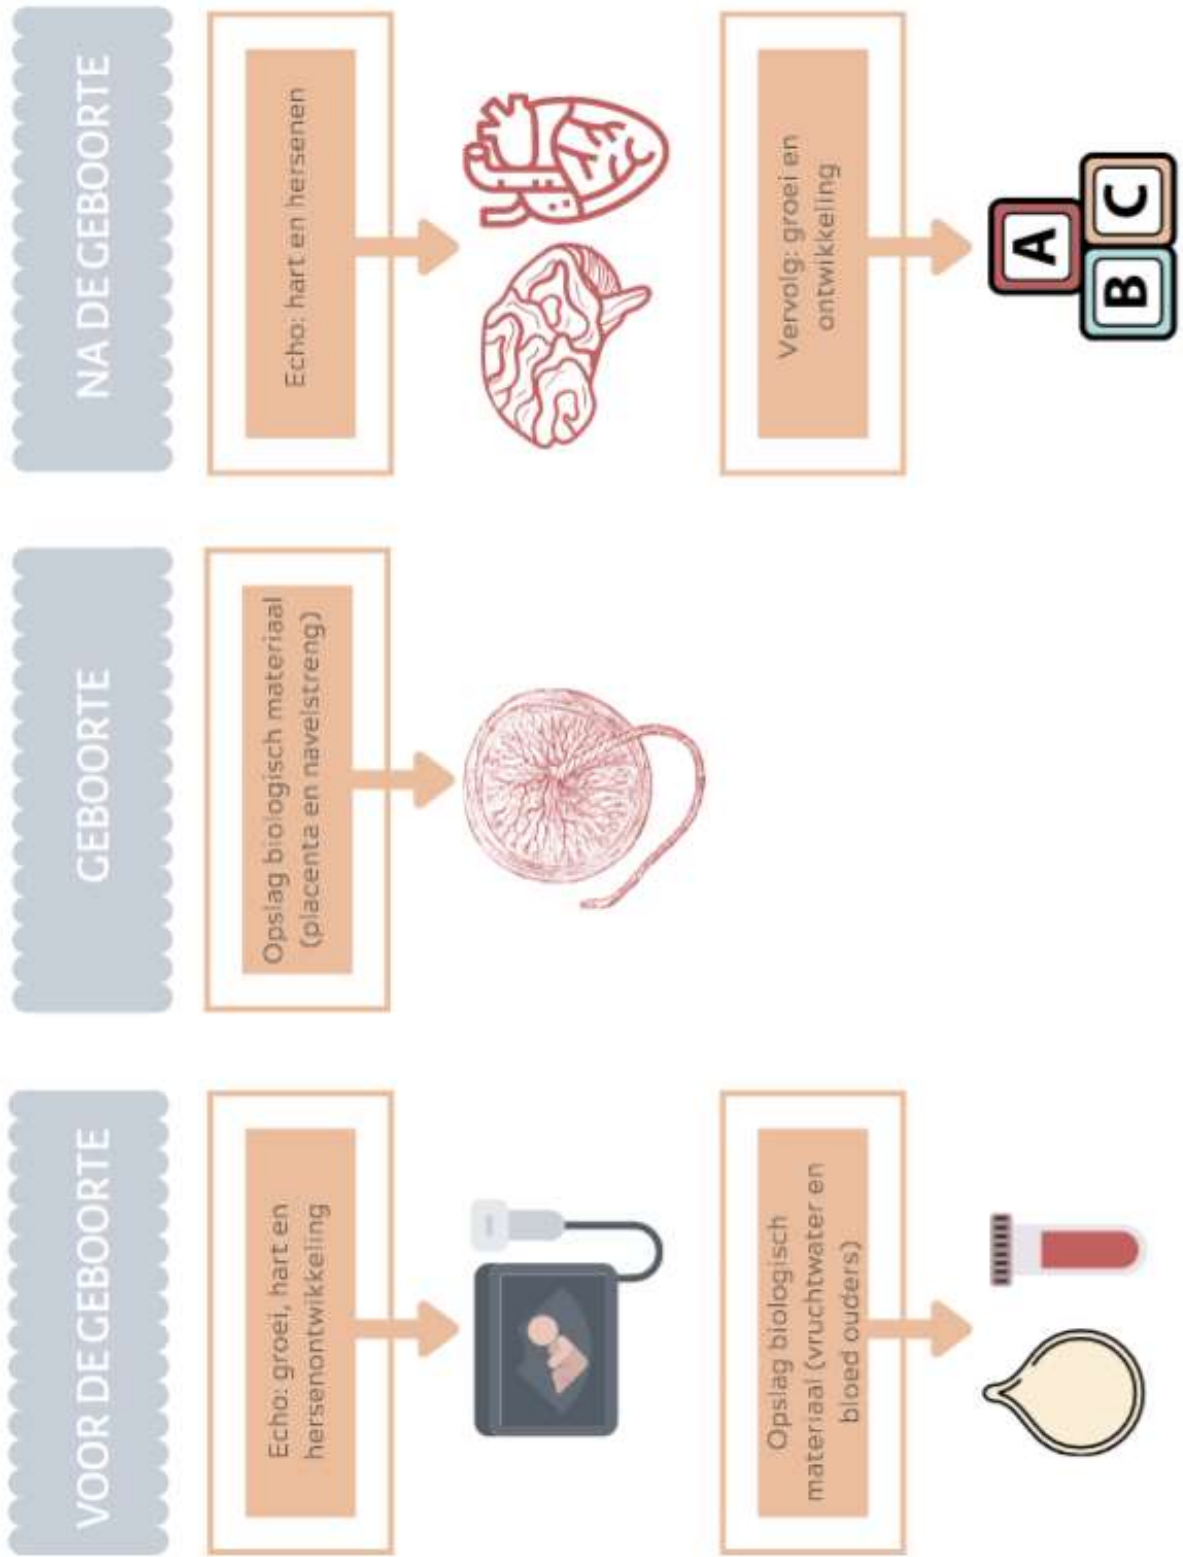 VOOR DE GEBOORTE
Echo: groei, hart en
hersenontwikkeling
Opslag biologisch
materiaal (vruchtwater en
bloed ouders)
GEBOORTE
Opslag biologisch materiaal
(placenta en navelstreng)
NA DE GEBOORTE
Echo: hart en hersenen
Vervolg: groei en
ontwikkeling
A
B
C